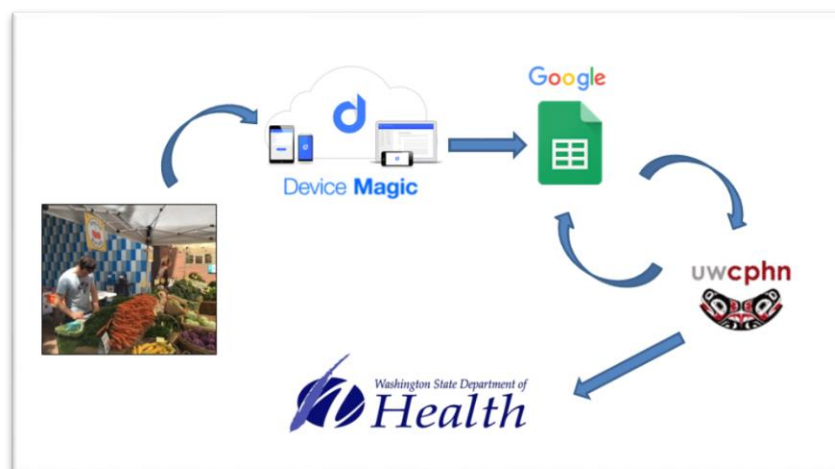 Google
Device Magic
uwcphn
Washington State Department of
Health